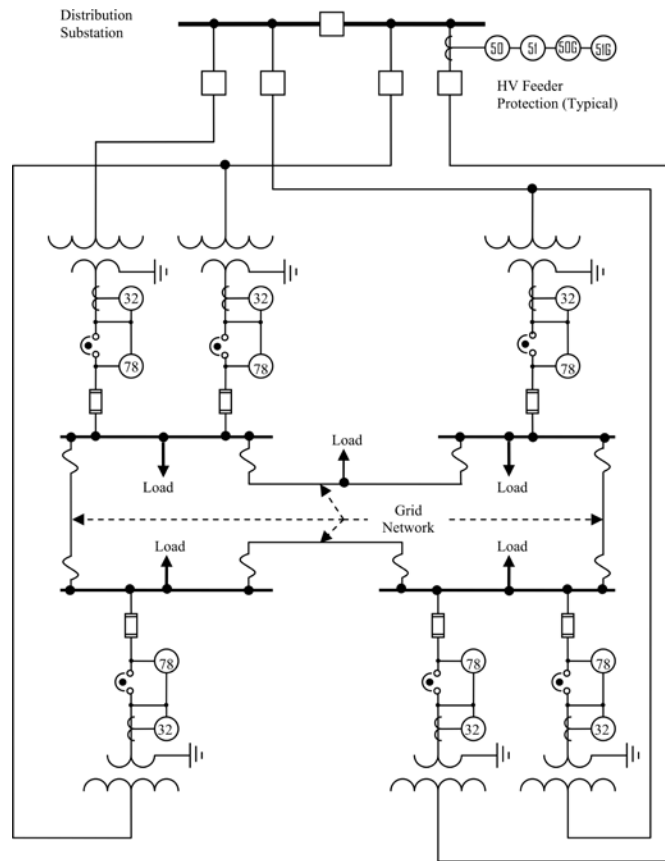 Distribution
Substation
50
51
50G
51G
HV Feeder
Protection (Typical)
32
32
32
78
78
78
Load
Load
Load
Grid
Network
Load
Load
78
78
78
32
32
32